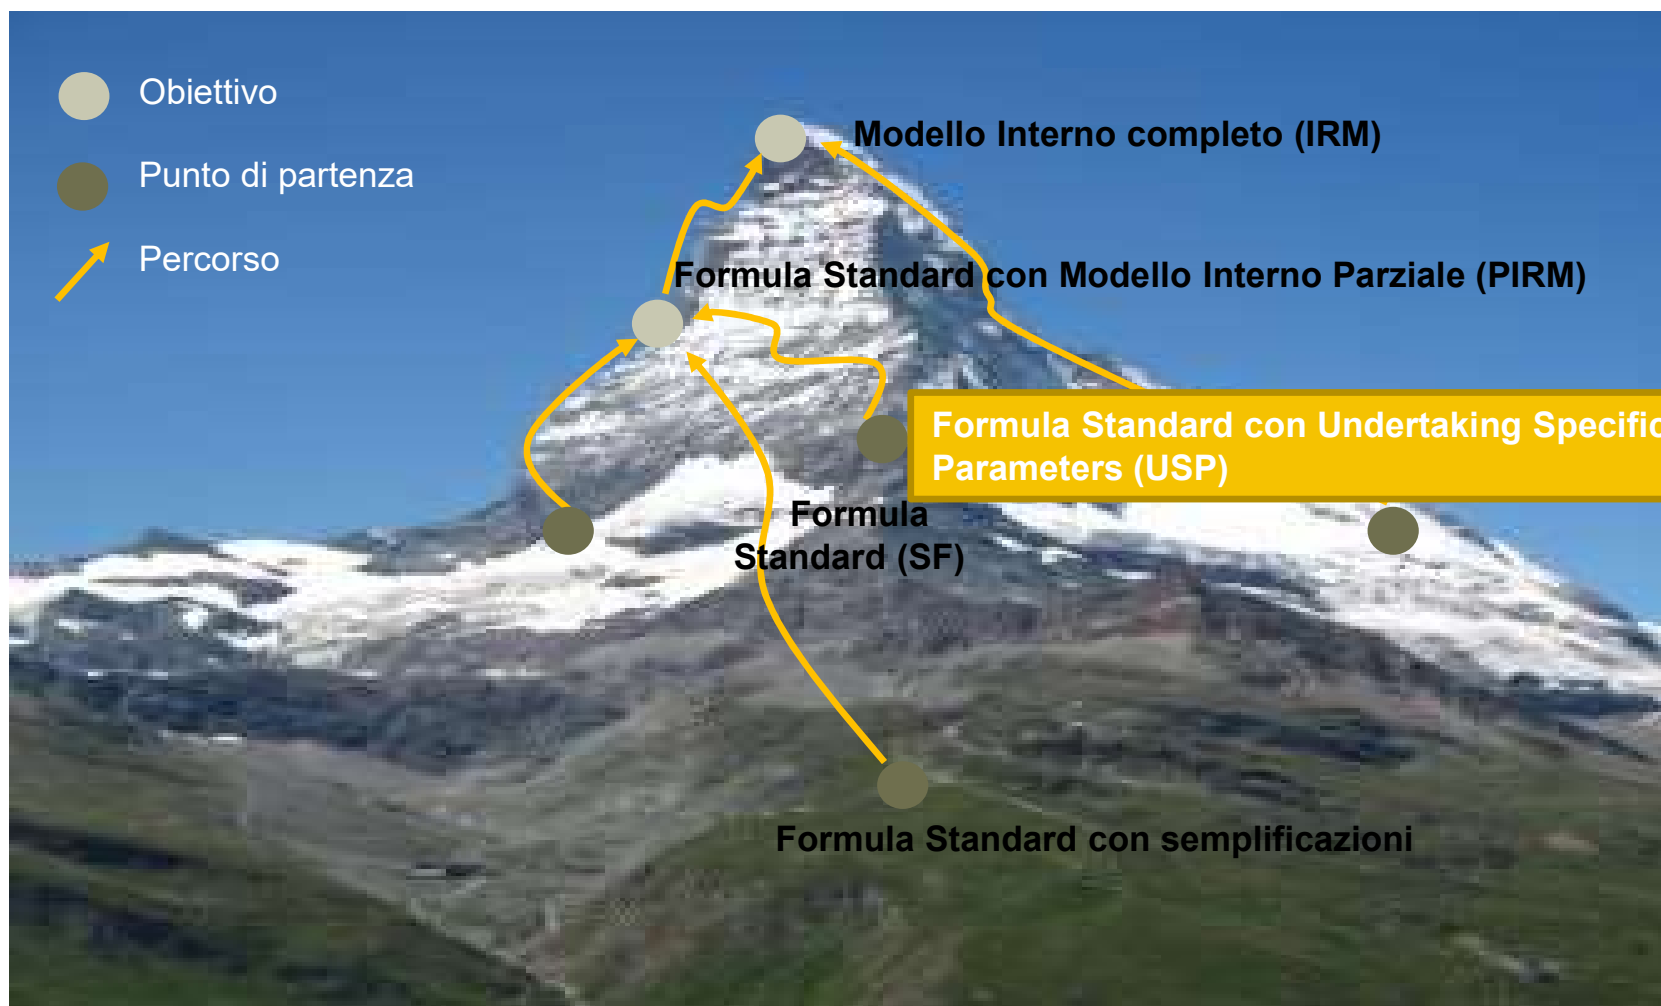 Obiettivo
Punto di partenza
Percorso
Modello Interno completo (IRM)
Formula Standard con Modello Interno Parziale (PIRM)
Formula Standard con Undertaking Specific
Parameters (USP)
Formula
Standard (SF)
Formula Standard con semplificazioni